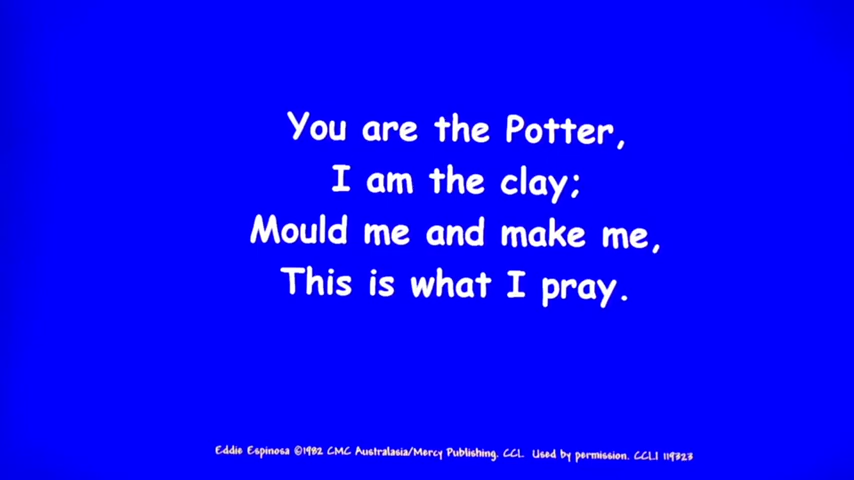 You are the Potter,
I am the clay;
Mould me and make me,
This is what I pray.
Eddie Espinosa ©1982 CMC Australasia/Mercy Publishing. CCL. Used by permission. CCLI 119323